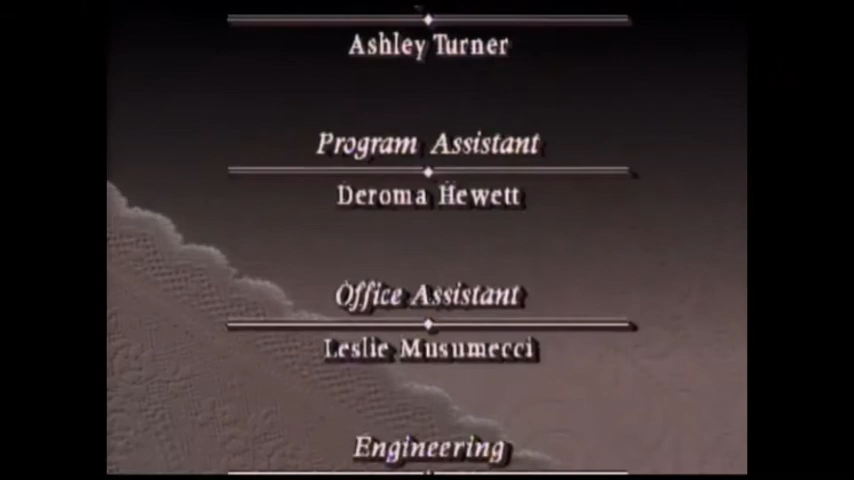 Ashley Turner
Program Assistant
Deroma Hewett
Office Assistant
Leslie Musumecci
Engineering